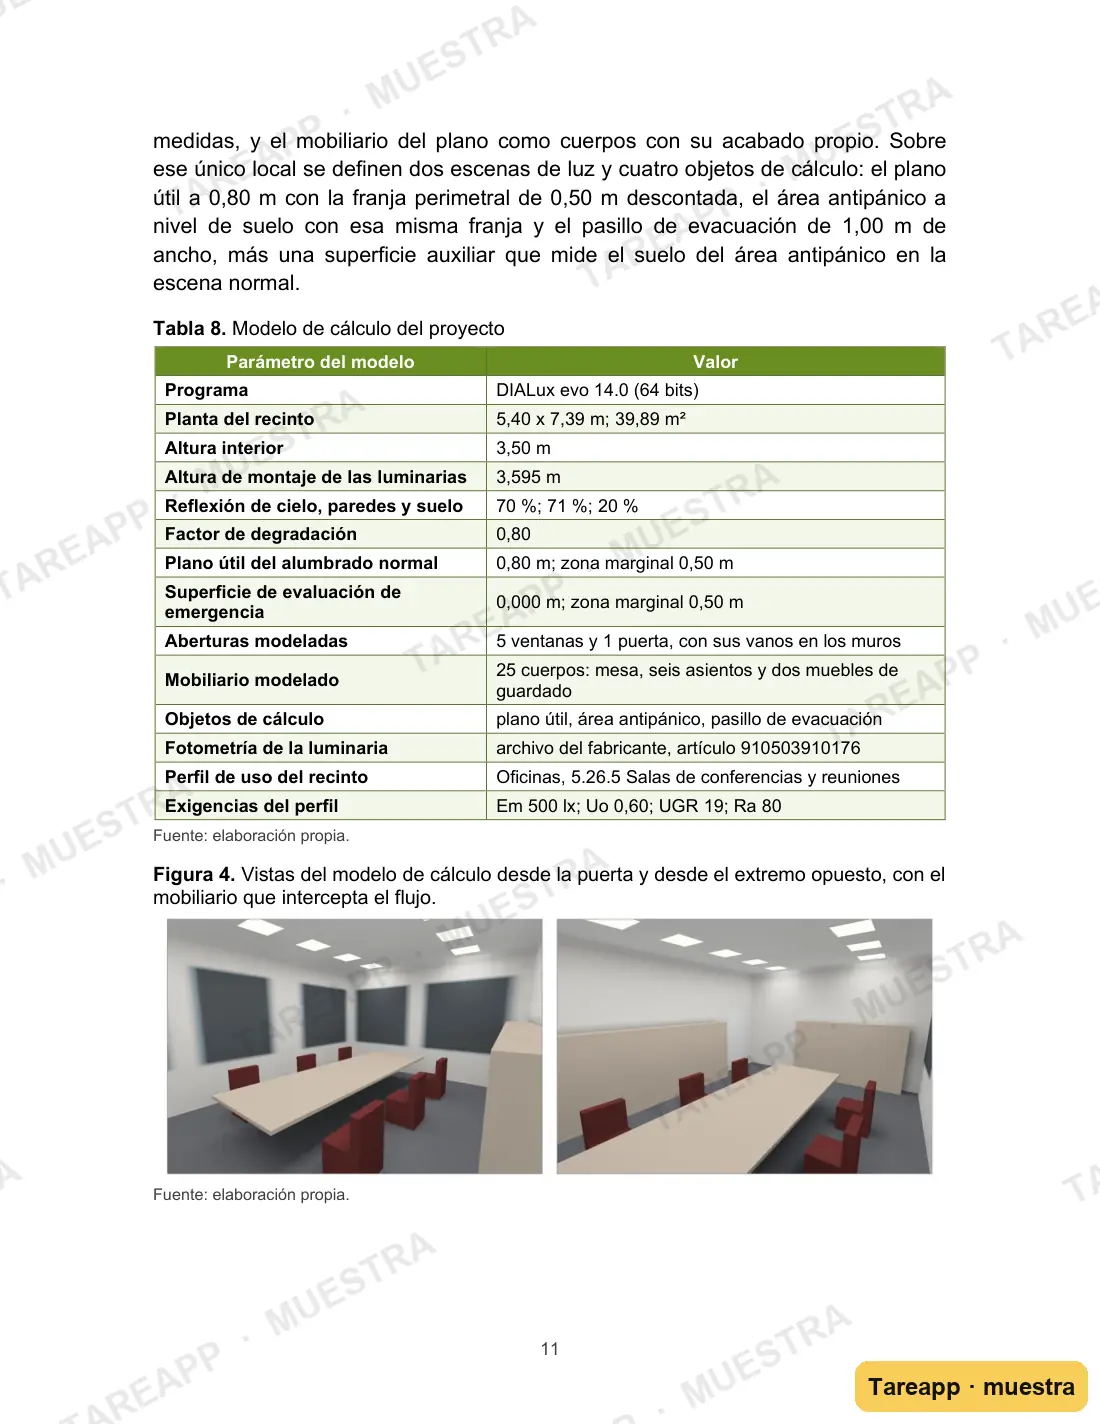 medidas, y el mobiliario del plano como cuerpos con su acabado propio. Sobre
ese único local se definen dos escenas de luz y cuatro objetos de cálculo: el plano
útil a 0,80 m con la franja perimetral de 0,50 m descontada, el área antipánico a
nivel de suelo con esa misma franja y el pasillo de evacuación de 1,00 m de
ancho, más una superficie auxiliar que mide el suelo del área antipánico en la
escena normal.
Tabla 8. Modelo de cálculo del proyecto
Parámetro del modelo Valor
Programa DIALux evo 14.0 (64 bits)
Planta del recinto 5,40 x 7,39 m; 39,89 m²
Altura interior 3,50 m
Altura de montaje de las luminarias 3,595 m
Reflexión de cielo, paredes y suelo 70 %; 71 %; 20 %
Factor de degradación 0,80
Plano útil del alumbrado normal 0,80 m; zona marginal 0,50 m
Superficie de evaluación de
emergencia 0,000 m; zona marginal 0,50 m
Aberturas modeladas 5 ventanas y 1 puerta, con sus vanos en los muros
Mobiliario modelado 25 cuerpos: mesa, seis asientos y dos muebles de
guardado
Objetos de cálculo plano útil, área antipánico, pasillo de evacuación
Fotometría de la luminaria archivo del fabricante, artículo 910503910176
Perfil de uso del recinto Oficinas, 5.26.5 Salas de conferencias y reuniones
Exigencias del perfil Em 500 lx; Uo 0,60; UGR 19; Ra 80
Fuente: elaboración propia.
Figura 4. Vistas del modelo de cálculo desde la puerta y desde el extremo opuesto, con el
mobiliario que intercepta el flujo.
Fuente: elaboración propia.
11
Tareapp · muestra
TAREAPP · MUESTRA